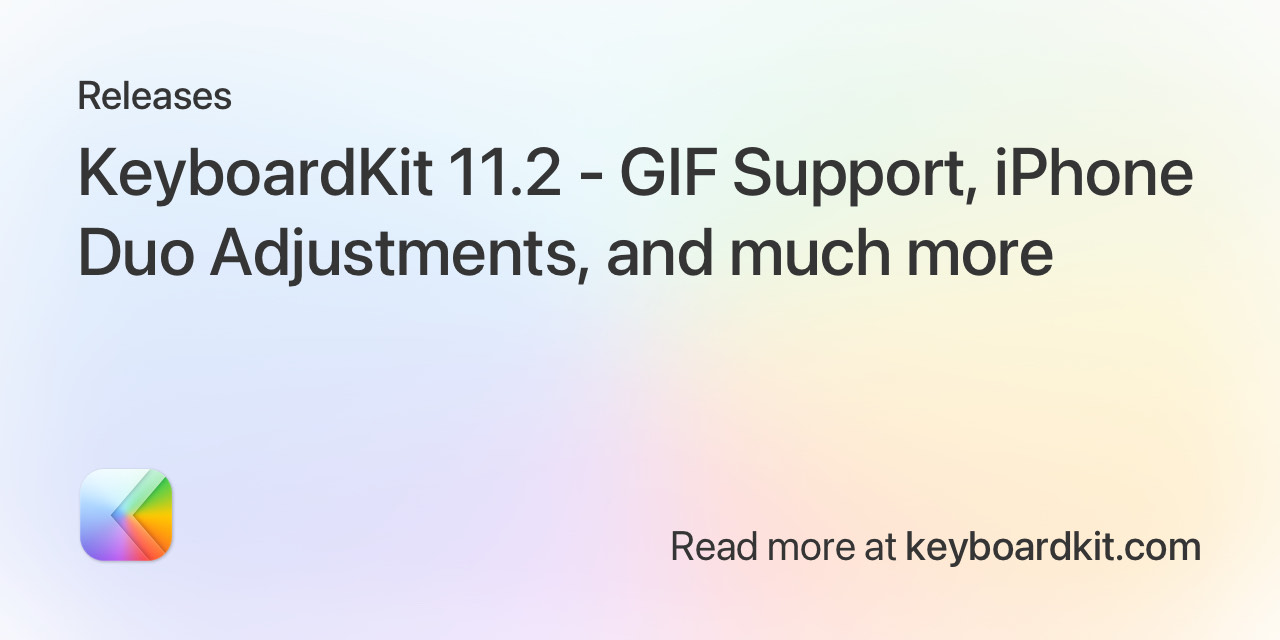 Releases
KeyboardKit 11.2 - GIF Support, iPhone
Duo Adjustments, and much more
Read more at keyboardkit.com